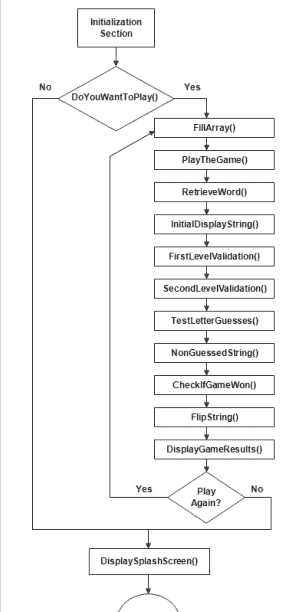 Initialization
Section
No
Yes
DoYouWantToPlay()
FillArray()
PlayTheGame()
RetrieveWord()
InitialDisplayString()
FirstLevelValidation()
SecondLevelValidation()
TestLetterGuesses()
NonGuessedString()
CheckIfGameWon()
FlipString()
DisplayGameResults()
Yes
Play
Again?
No
DisplaySplashScreen()